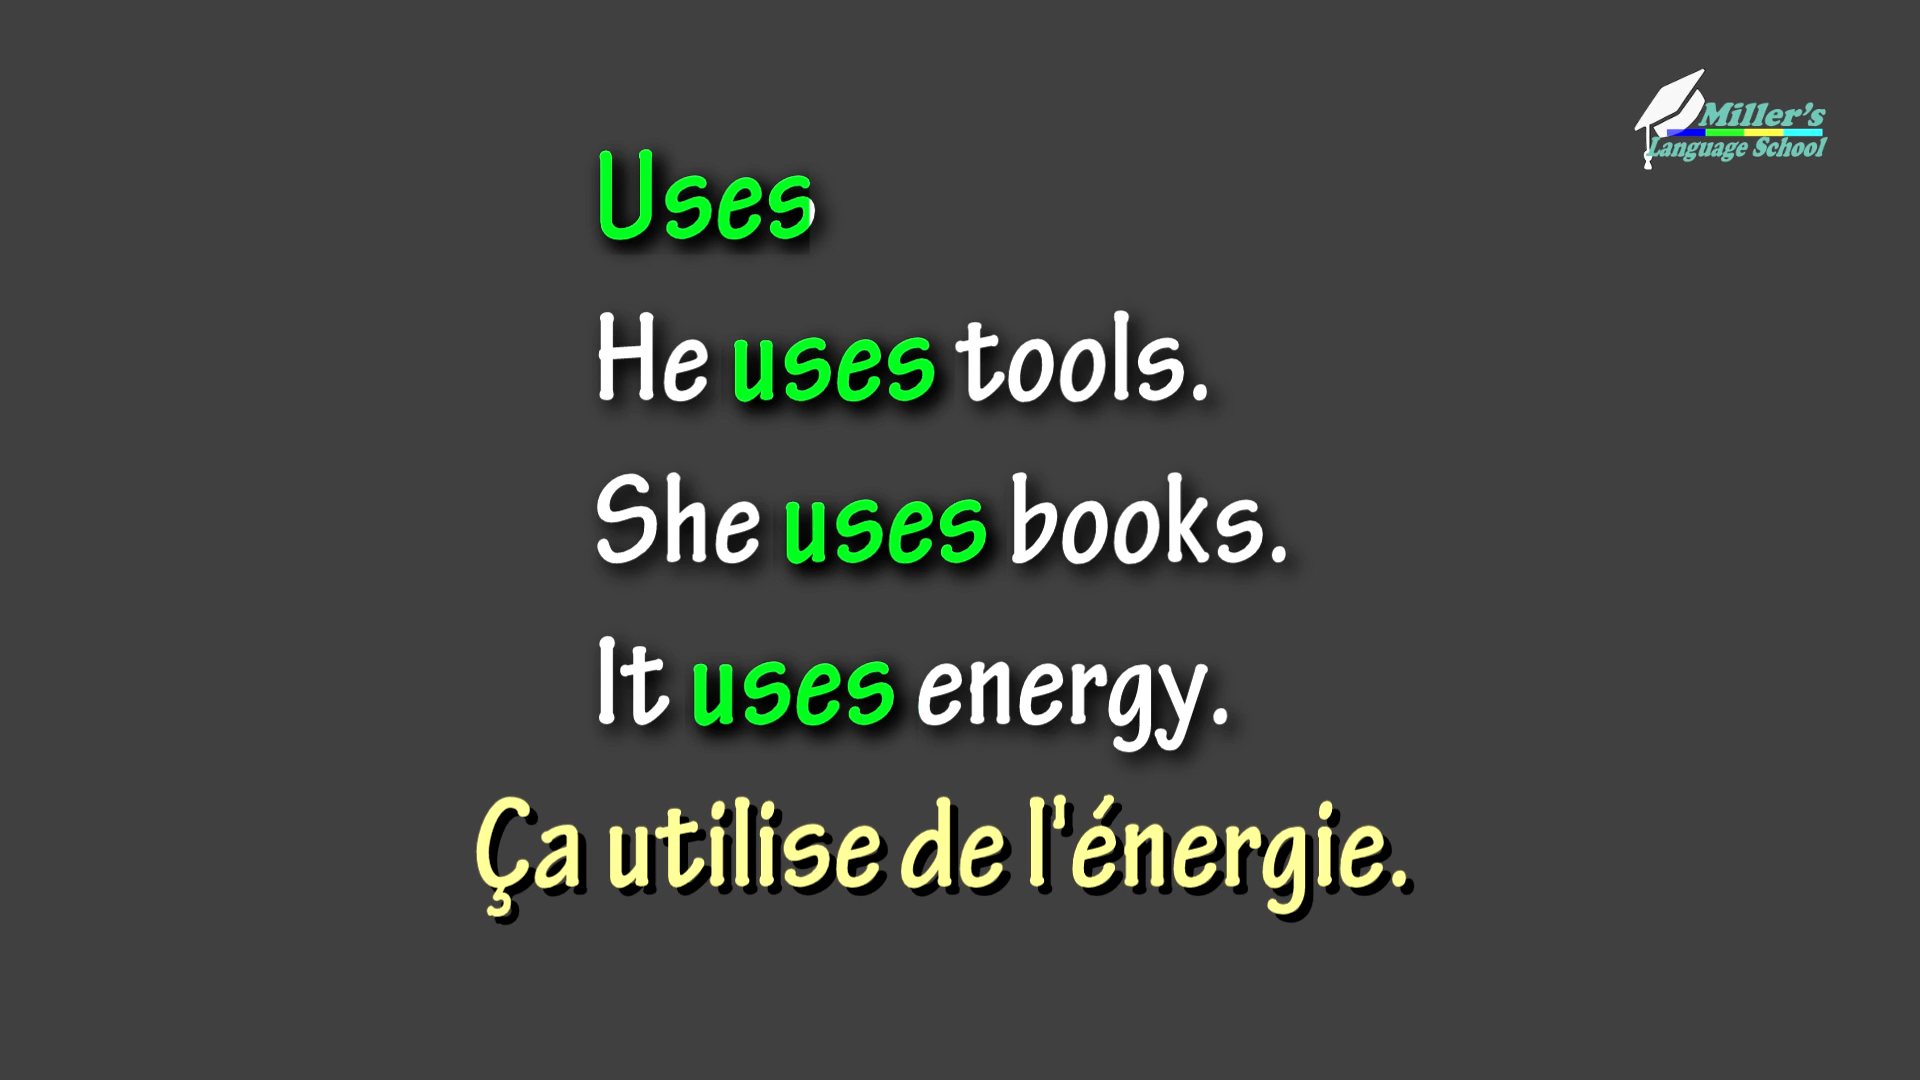 Miller's
Language School
Uses
He uses tools.
She uses books.
It uses energy.
Ça utilise de l'énergie.